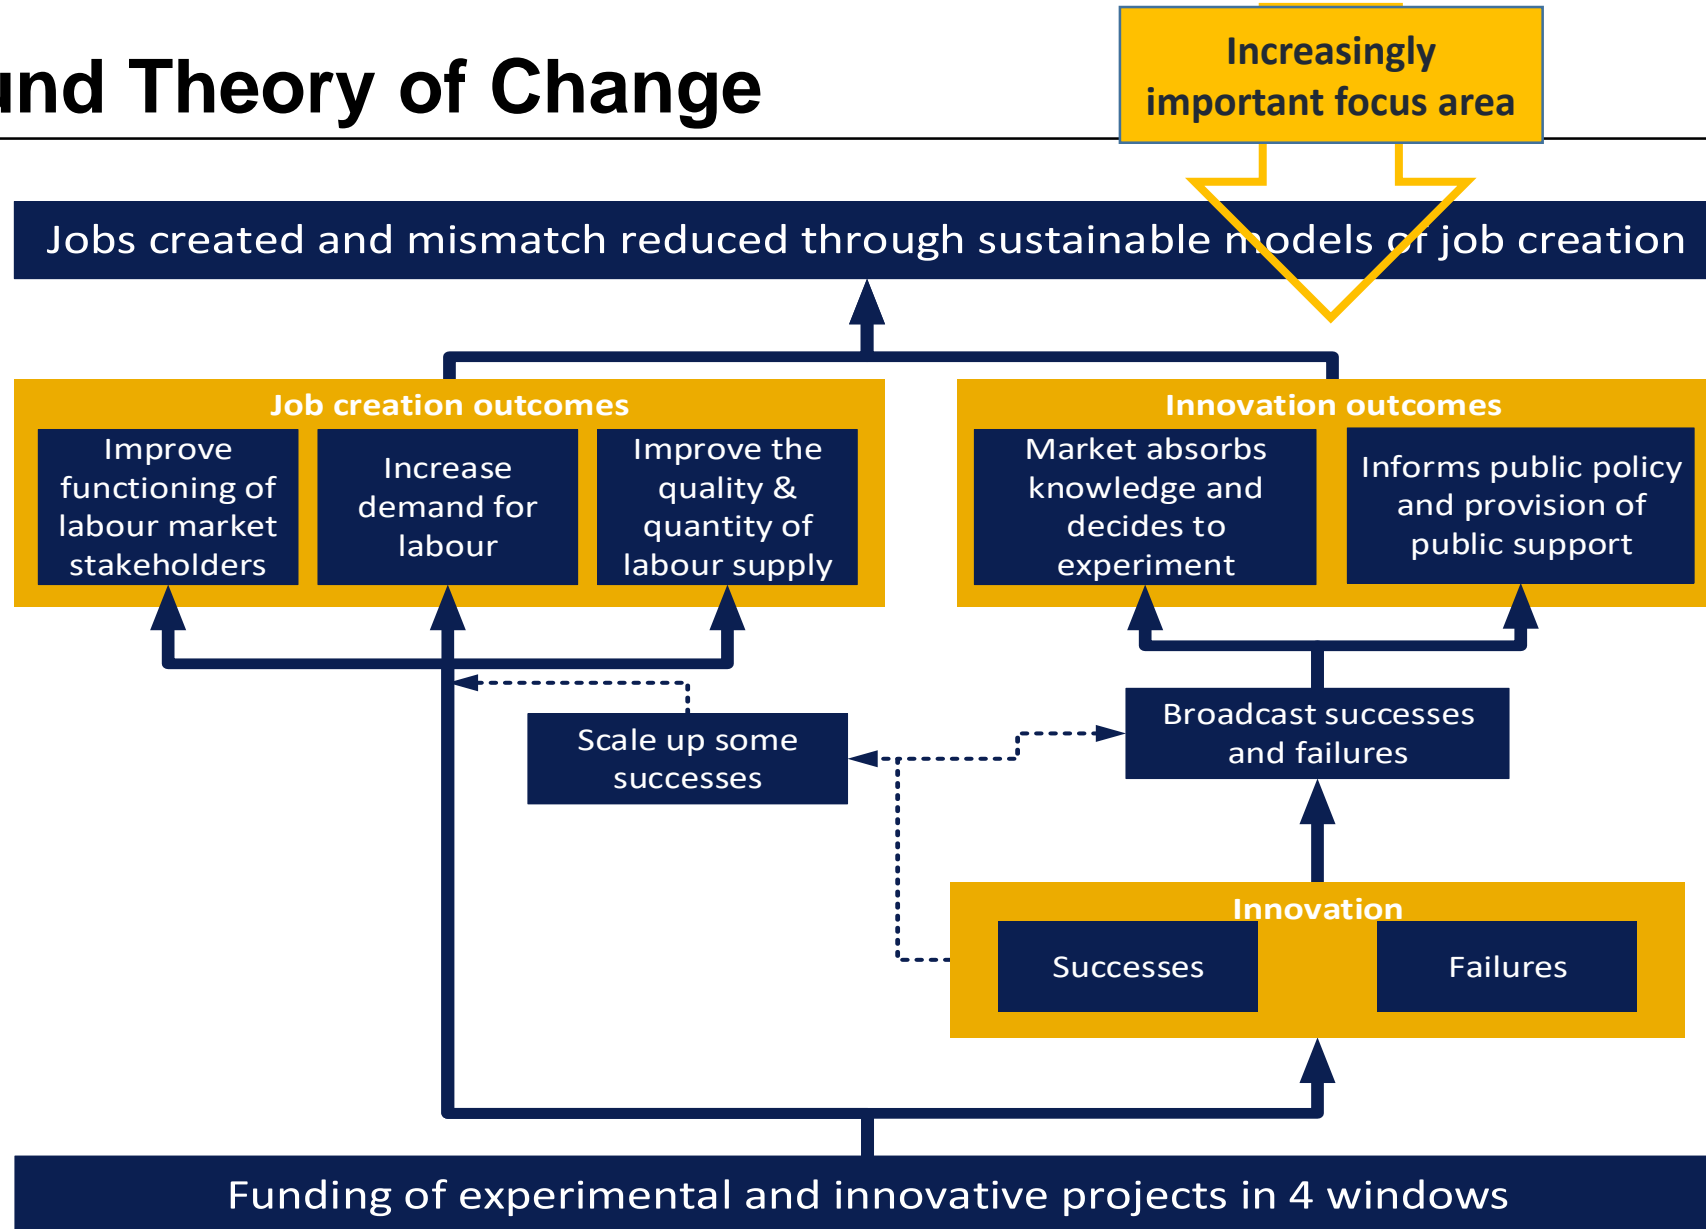 und Theory of Change
Increasingly
important focus area
Jobs created and mismatch reduced through sustainable models of job creation
Job creation outcomes
Improve
functioning of
labour market
stakeholders
Increase
demand for
labour
Improve the
quality &
quantity of
labour supply
Innovation outcomes
Market absorbs
knowledge and
decides to
experiment
Informs public policy
and provision of
public support
Scale up some
successes
Broadcast successes
and failures
Innovation
Successes
Failures
Funding of experimental and innovative projects in 4 windows